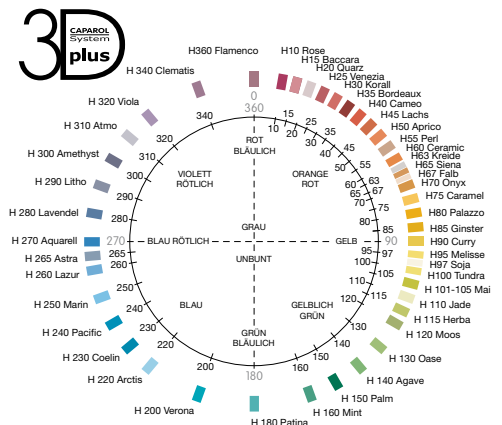 3D
CAPAROL
System
plus
H360 Flamenco
H10 Rose
H15 Baccara
H20 Quarz
H25 Venezia
H30 Korall
H35 Bordeaux
H40 Cameo
H45 Lachs
H50 Aprico
H55 Perl
H60 Ceramic
H63 Kreide
H65 Siena
H67 Falb
H70 Onyx
H75 Caramel
H80 Palazzo
H85 Ginster
H90 Curry
H95 Melisse
H97 Soja
H100 Tundra
H 101-105 Mai
H 110 Jade
H 115 Herba
H 120 Moos
H 130 Oase
H 140 Agave
H 150 Palm
H 160 Mint
H 180 Patina
H 200 Verona
H 220 Arctis
H 230 Coelin
H 240 Pacific
H 250 Marin
H 260 Lazur
H 265 Astra
H 270 Aquarell
H 280 Lavendel
H 290 Litho
H 300 Amethyst
H 310 Atmo
H 320 Viola
H 340 Clematis
0
360
10
15
20
25
30
35
40
45
50
55
60
63
65
67
70
75
80
85
90
95
97
100
105
110
115
120
130
140
150
160
180
200
220
230
240
250
260
265
270
280
290
300
310
320
340
ROT
BLÄULICH
VIOLETT
RÖTLICH
ORANGE
ROT
GRAU
BLAU RÖTLICH
GELB
UNBUNT
BLAU
GELBLICH
GRÜN
GRÜN
BLÄULICH